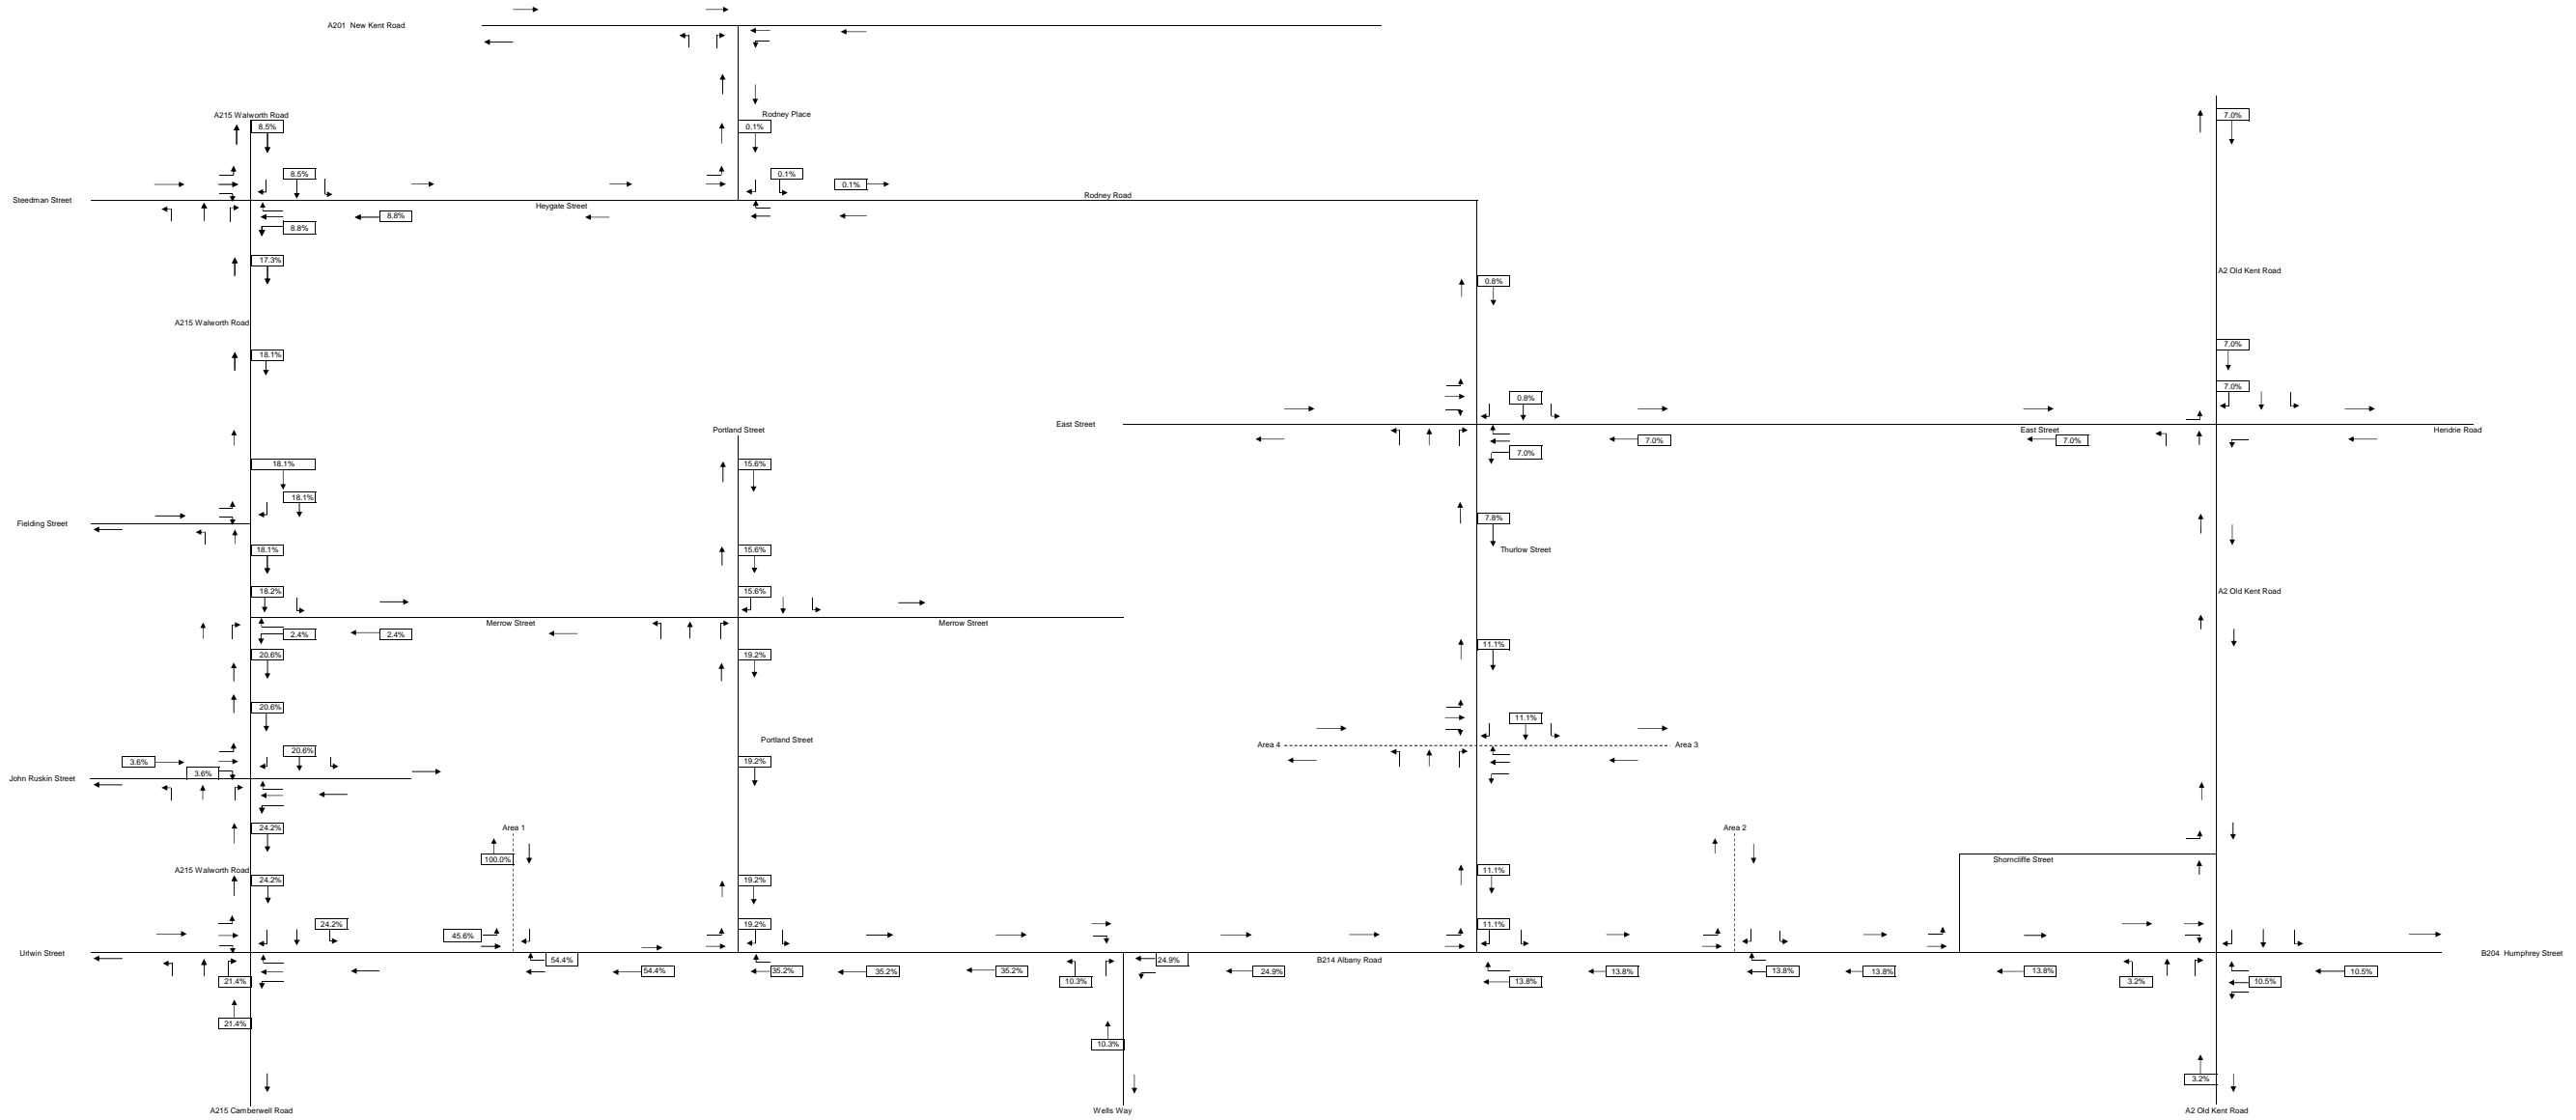 A201 New Kent Road
A215 Walworth Road
Rodney Place
8.5%
0.1%
7.0%
8.5%
0.1%
0.1%
Steedman Street
Heygate Street
Rodney Road
8.8%
8.8%
17.3%
0.8%
A2 Old Kent Road
A215 Walworth Road
18.1%
7.0%
7.0%
0.8%
East Street
Portland Street
East Street
Hendrie Road
7.0%
7.0%
7.0%
18.1%
15.6%
18.1%
Fielding Street
7.8%
Thurlow Street
18.1%
15.6%
18.2%
15.6%
A2 Old Kent Road
Merrow Street
Merrow Street
2.4%
2.4%
20.6%
19.2%
11.1%
20.6%
11.1%
Portland Street
Area 4
Area 3
20.6%
3.6%
3.6%
19.2%
John Ruskin Street
24.2%
Area 1
Area 2
100.0%
Shorncliffe Street
A215 Walworth Road
24.2%
19.2%
11.1%
24.2%
45.6%
19.2%
11.1%
Urlwin Street
54.4%
24.9%
B214 Albany Road
B204 Humphrey Street
54.4%
35.2%
35.2%
35.2%
24.9%
13.8%
13.8%
13.8%
13.8%
10.5%
21.4%
10.3%
13.8%
3.2%
10.5%
21.4%
10.3%
3.2%
A215 Camberwell Road
Wells Way
A2 Old Kent Road